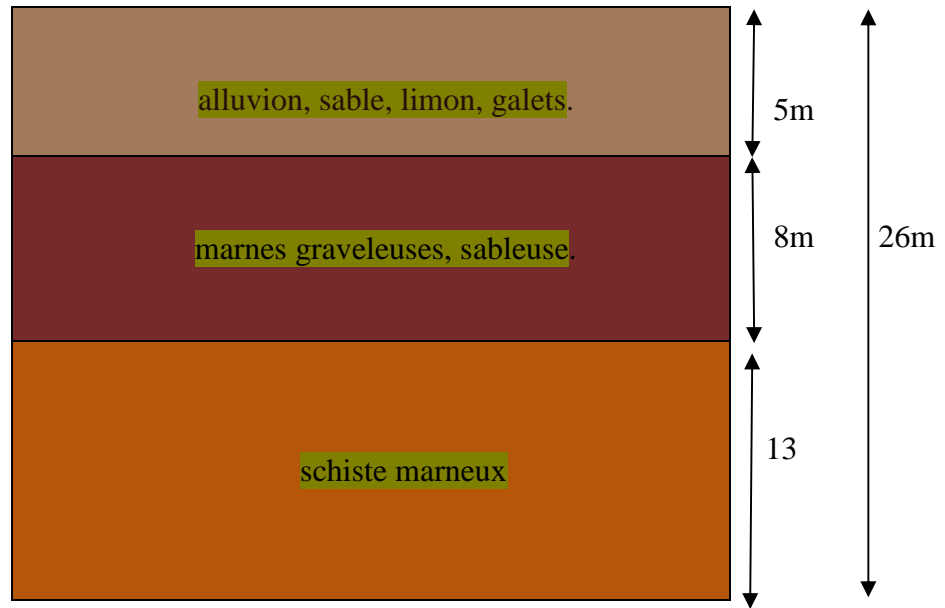 alluvion, sable, limon, galets.
5m
marnes graveleuses, sableuse.
8m
26m
13
schiste marneux